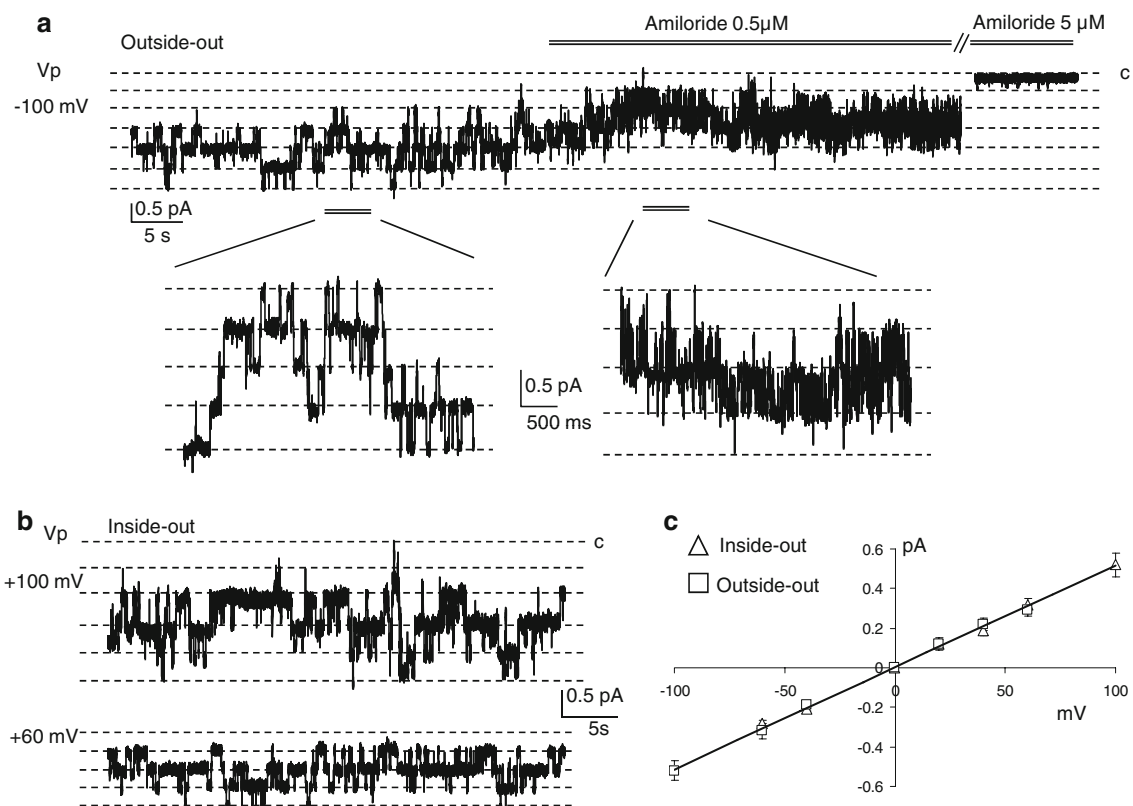 a
Outside-out
Amiloride 0.5µM
Amiloride 5 µM
Vp
c
-100 mV
0.5 pA
5 s
0.5 pA
500 ms
b
Vp
Inside-out
c
+100 mV
0.5 pA
5s
+60 mV
c
Inside-out
Outside-out
pA
0.6
0.4
0.2
0
-0.2
-0.4
-0.6
-100
-50
0
50
100
mV